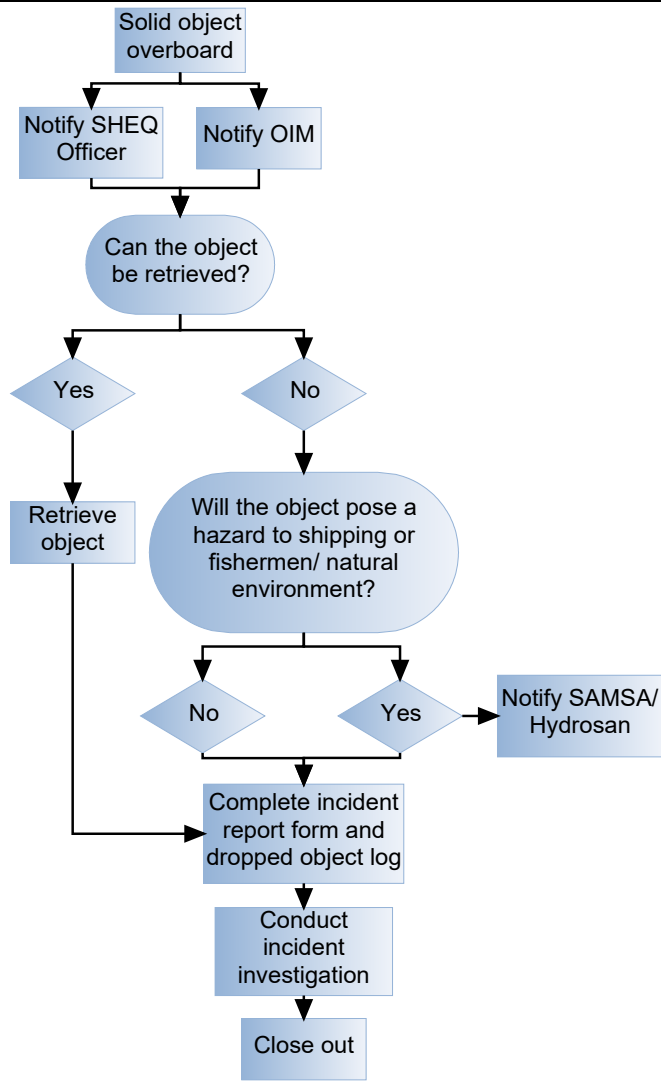 Solid object
overboard
Notify SHEQ
Officer
Notify OIM
Can the object
be retrieved?
Yes
No
Retrieve
object
Will the object pose a
hazard to shipping or
fishermen/ natural
environment?
No
Yes
Notify SAMSA/
Hydrosan
Complete incident
report form and
dropped object log
Conduct
incident
investigation
Close out